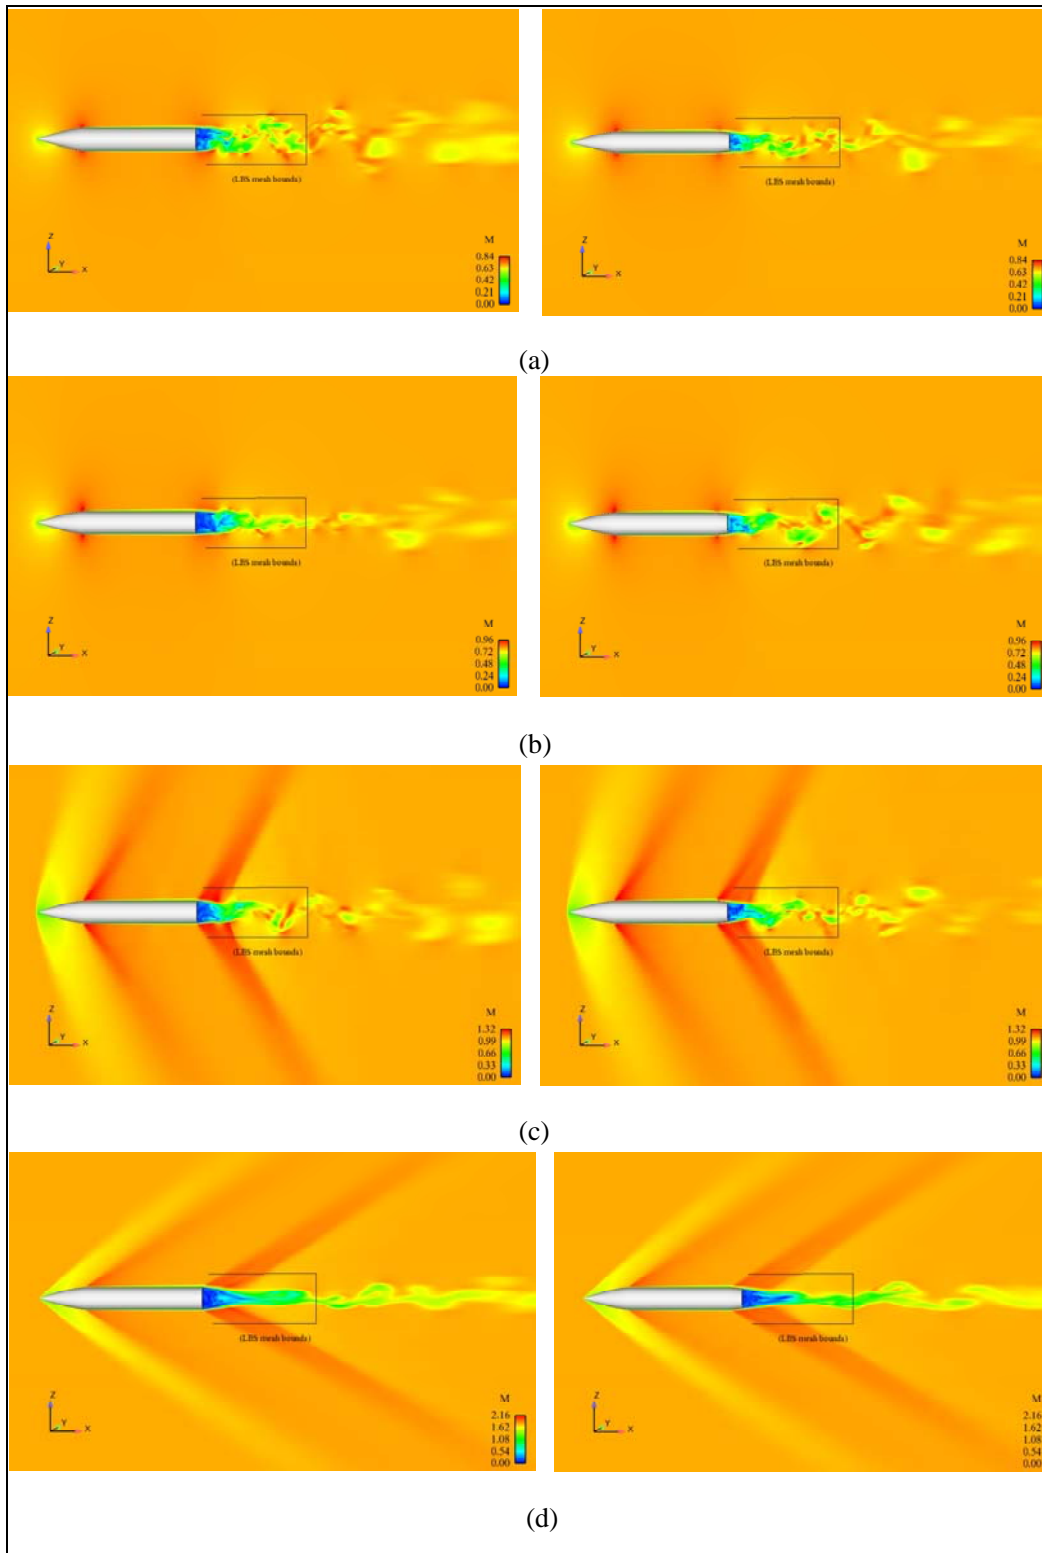 (LES mesh bounds)
(LES mesh bounds)
Z
Y
X
M
0.84
0.63
0.42
0.21
0.00
Z
Y
X
M
0.84
0.63
0.42
0.21
0.00
(a)
(LES mesh bounds)
(LES mesh bounds)
Z
Y
X
M
0.96
0.72
0.48
0.24
0.00
Z
Y
X
M
0.96
0.72
0.48
0.24
0.00
(b)
(LES mesh bounds)
(LES mesh bounds)
Z
Y
X
M
1.32
0.99
0.66
0.33
0.00
Z
Y
X
M
1.32
0.99
0.66
0.33
0.00
(c)
(LES mesh bounds)
(LES mesh bounds)
Z
Y
X
M
2.16
1.62
1.08
0.54
0.00
Z
Y
X
M
2.16
1.62
1.08
0.54
0.00
(d)